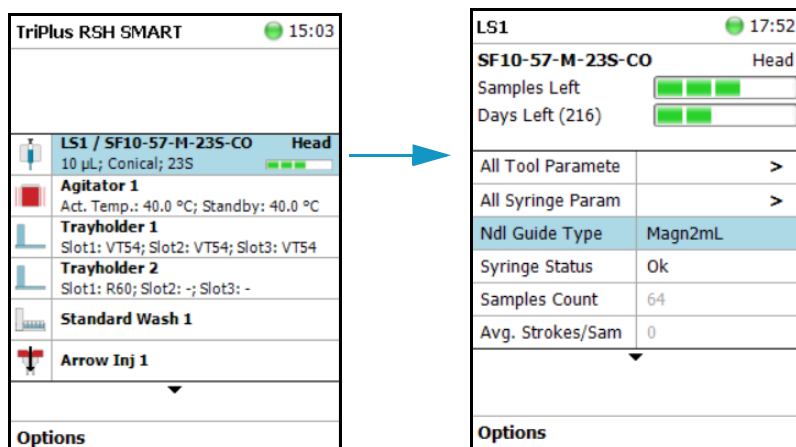 TriPlus RSH SMART 15:03
LS1 / SF10-57-M-23S-CO Head
10 µL; Conical; 23S
Agitator 1
Act. Temp.: 40.0 °C; Standby: 40.0 °C
Trayholder 1
Slot1: VT54; Slot2: VT54; Slot3: VT54
Trayholder 2
Slot1: R60; Slot2: -; Slot3: -
Standard Wash 1
Arrow Inj 1
Options
LS1 17:52
SF10-57-M-23S-CO Head
Samples Left
Days Left (216)
All Tool Paramete >
All Syringe Param >
Ndl Guide Type Magn2mL
Syringe Status Ok
Samples Count 64
Avg. Strokes/Sam 0
Options